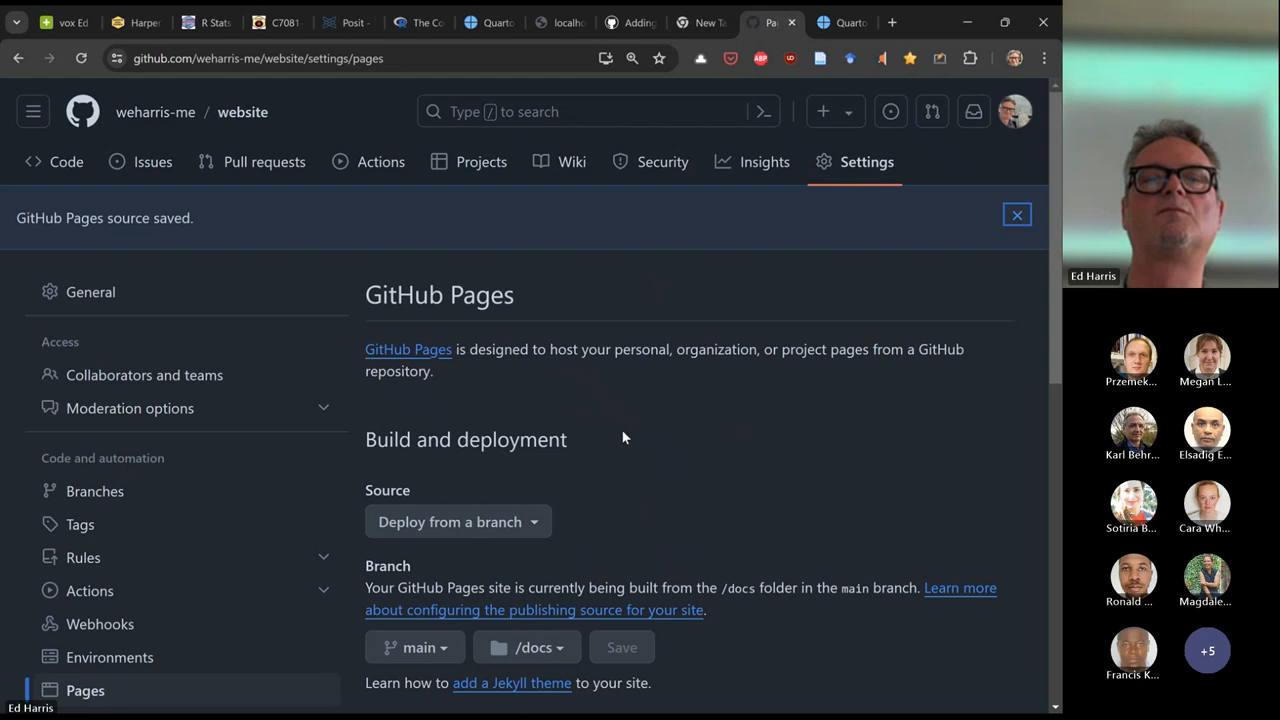 vox Ed
Harper
R Stats
C7081
Posit -
The Co
Quarto
localho
Adding
New Ta
Pa
Quarto
github.com/weharris-me/website/settings/pages
ABP
weharris-me / website
Type / to search
Code
Issues
Pull requests
Actions
Projects
Wiki
Security
Insights
Settings
GitHub Pages source saved.
General
Access
Collaborators and teams
Moderation options
Code and automation
Branches
Tags
Rules
Actions
Webhooks
Environments
Pages
GitHub Pages
GitHub Pages is designed to host your personal, organization, or project pages from a GitHub
repository.
Build and deployment
Source
Deploy from a branch
Branch
Your GitHub Pages site is currently being built from the /docs folder in the main branch. Learn more
about configuring the publishing source for your site.
main
/docs
Save
Learn how to add a Jekyll theme to your site.
Ed Harris
Ed Harris
Przemek...
Megan L...
Karl Behr...
Elsadig E...
Sotiria B...
Cara Wh...
Ronald ...
Magdale...
Francis K...
+5